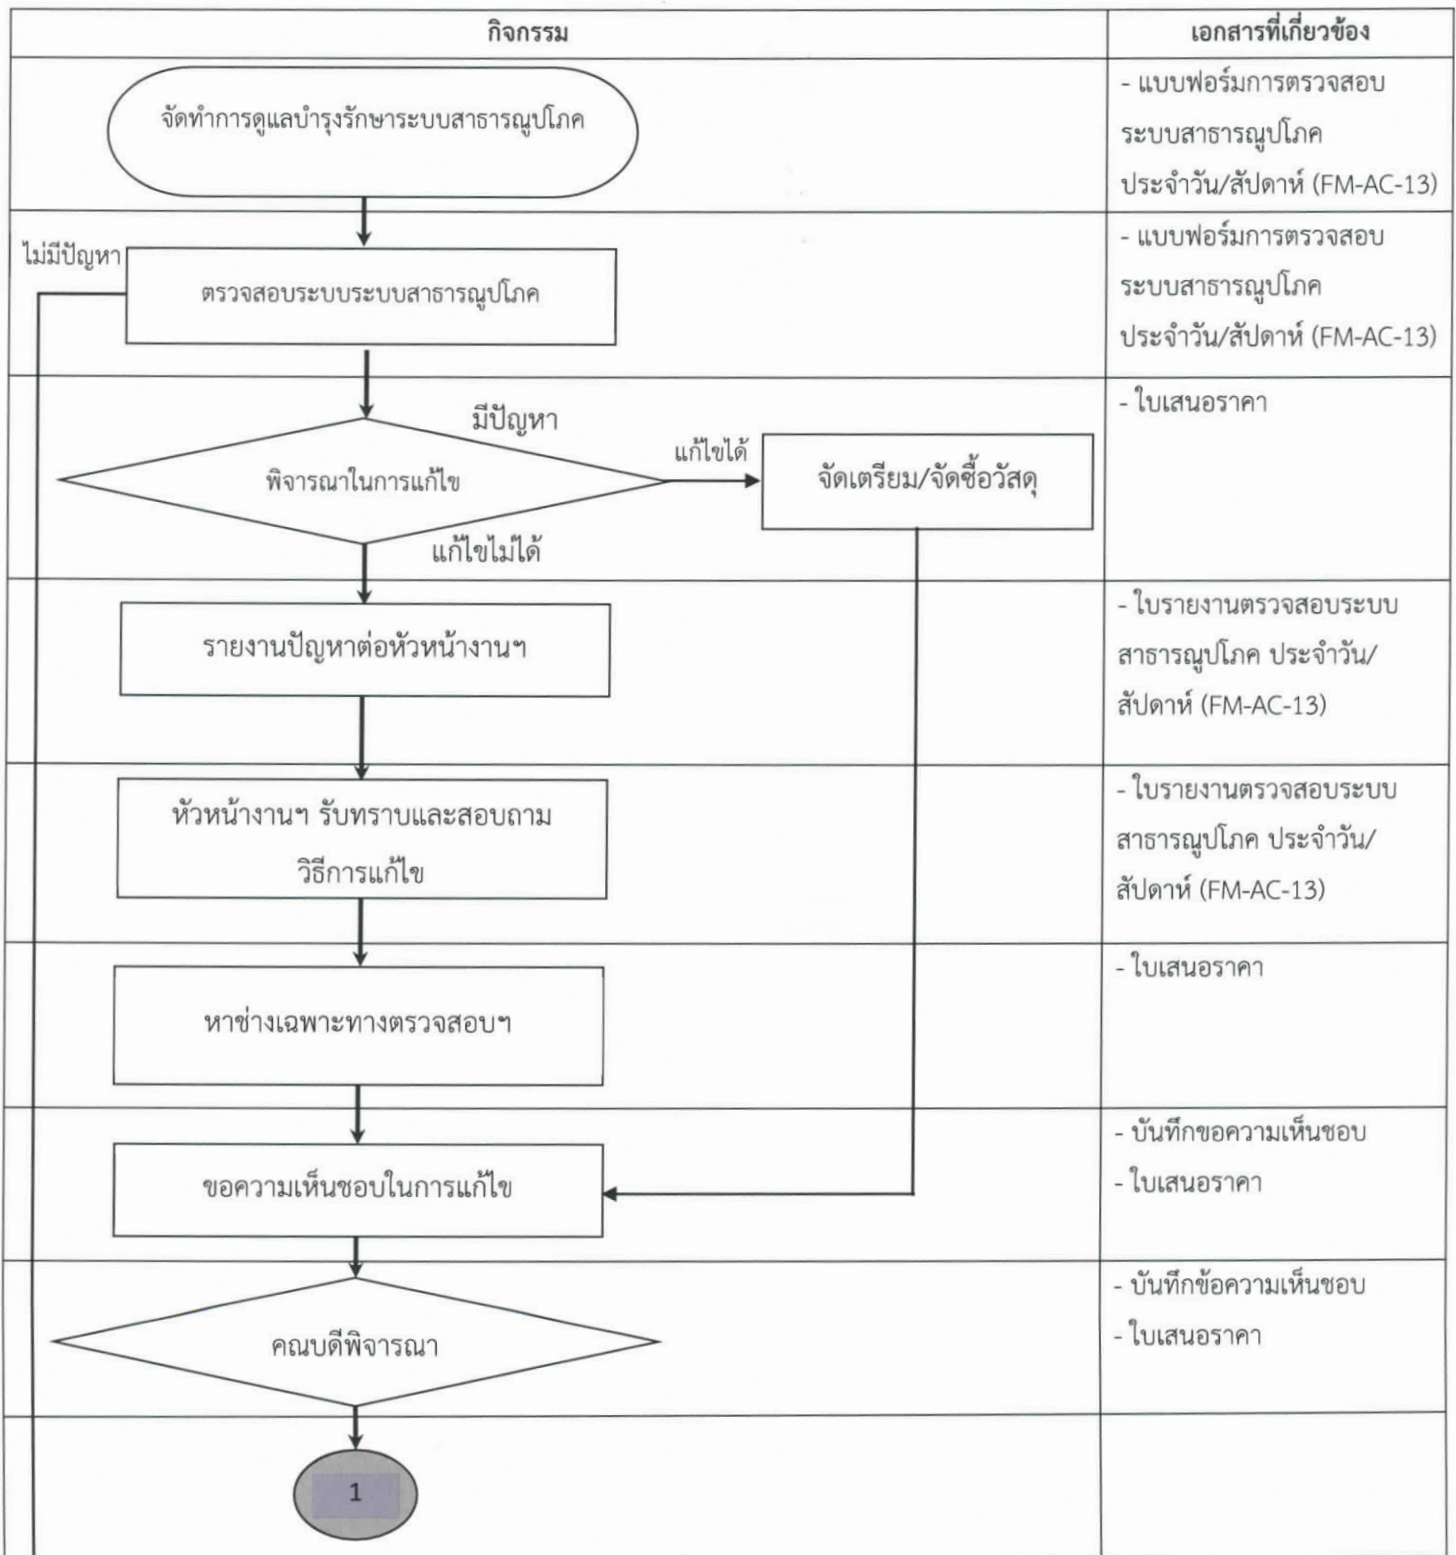 กิจกรรม
เอกสารที่เกี่ยวข้อง
จัดทำการดูแลบำรุงรักษาระบบสาธารณูปโภค
- แบบฟอร์มการตรวจสอบ
ระบบสาธารณูปโภค
ประจำวัน/สัปดาห์ (FM-AC-13)
ไม่มีปัญหา
ตรวจสอบระบบระบบสาธารณูปโภค
- แบบฟอร์มการตรวจสอบ
ระบบสาธารณูปโภค
ประจำวัน/สัปดาห์ (FM-AC-13)
มีปัญหา
พิจารณาในการแก้ไข
แก้ไขได้
จัดเตรียม/จัดซื้อวัสดุ
แก้ไขไม่ได้
- ใบเสนอราคา
รายงานปัญหาต่อหัวหน้างานฯ
- ใบรายงานตรวจสอบระบบ
สาธารณูปโภค ประจำวัน/
สัปดาห์ (FM-AC-13)
หัวหน้างานฯ รับทราบและสอบถาม
วิธีการแก้ไข
- ใบรายงานตรวจสอบระบบ
สาธารณูปโภค ประจำวัน/
สัปดาห์ (FM-AC-13)
หาช่างเฉพาะทางตรวจสอบฯ
- ใบเสนอราคา
ขอความเห็นชอบในการแก้ไข
- บันทึกขอความเห็นชอบ
- ใบเสนอราคา
คณบดีพิจารณา
- บันทึกข้อความเห็นชอบ
- ใบเสนอราคา
1